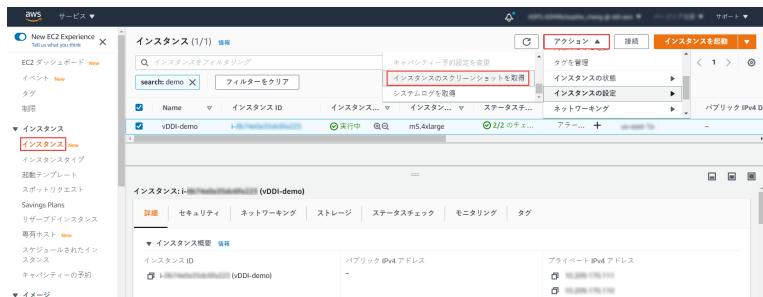 aws サービス ▼ サポート ▼
New EC2 Experience
Tell us what you think
EC2 ダッシュボード New
イベント New
タグ
制限
▼ インスタンス
インスタンス New
インスタンスタイプ
起動テンプレート
スポットリクエスト
Savings Plans
リザーブドインスタンス
専有ホスト New
スケジュールされたイン
スタンス
キャパシティーの予約
▼ イメージ
インスタンス (1/1) 情報
アクション ▲ 接続 インスタンスを起動 ▼
インスタンスをフィルタリング
search: demo X フィルターをクリア
キャパシティー予約設定を変更
インスタンスのスクリーンショットを取得
システムログを取得
タグを管理
インスタンスの状態
インスタンスの設定
ネットワーキング
< 1 >
Name インスタンス ID インスタンス... インスタン... ステータスチ... パブリック IPv4 D
vDDI-demo 実行中 m5.4xlarge 2/2 のチェ... アラー... + –
インスタンス: i- (vDDI-demo)
詳細 セキュリティ ネットワーキング ストレージ ステータスチェック モニタリング タグ
▼ インスタンス概要 情報
インスタンス ID パブリック IPv4 アドレス プライベート IPv4 アドレス
(vDDI-demo) –